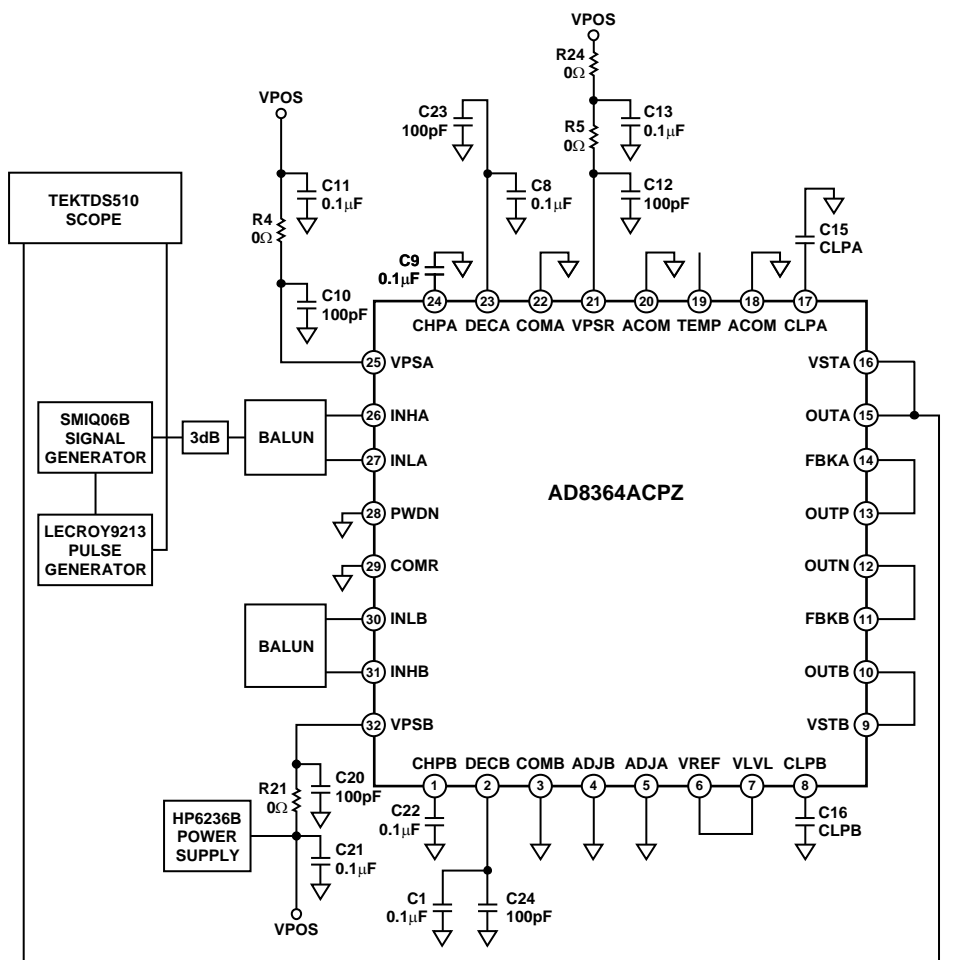 VPOS
R24
0Ω
C13
0.1μF
R5
0Ω
C12
100pF
C23
100pF
C8
0.1μF
VPOS
C11
0.1μF
R4
0Ω
C10
100pF
C9
0.1μF
C15
CLPA
TEKTDS510
SCOPE
24 23 22 21 20 19 18 17
CHPA DECA COMA VPSR ACOM TEMP ACOM CLPA
25 VPSA
26 INHA
27 INLA
28 PWDN
29 COMR
30 INLB
31 INHB
32 VPSB
SMIQ06B
SIGNAL
GENERATOR
3dB
BALUN
LECROY9213
PULSE
GENERATOR
BALUN
AD8364ACPZ
VSTA 16
OUTA 15
FBKA 14
OUTP 13
OUTN 12
FBKB 11
OUTB 10
VSTB 9
CHPB DECB COMB ADJB ADJA VREF VLVL CLPB
1 2 3 4 5 6 7 8
R21
0Ω
C20
100pF
HP6236B
POWER
SUPPLY
C21
0.1μF
VPOS
C22
0.1μF
C1
0.1μF
C24
100pF
C16
CLPB